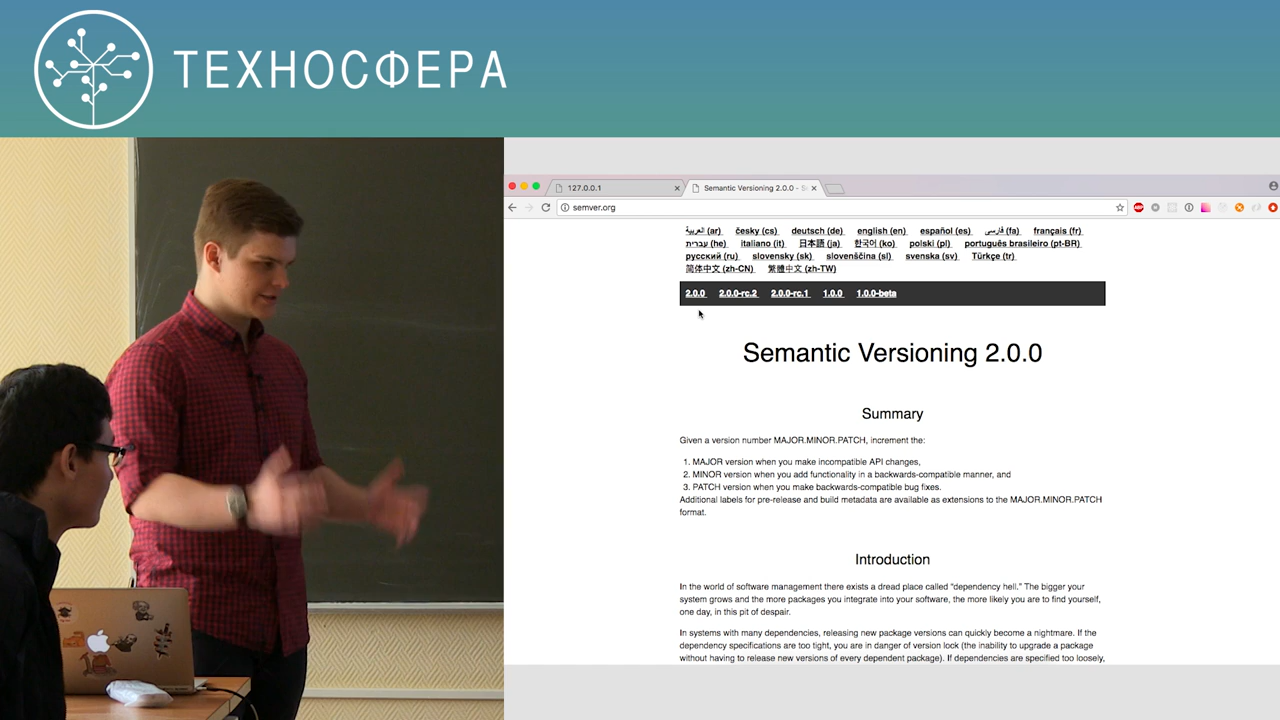 ТЕХНОСФЕРА
127.0.0.1
Semantic Versioning 2.0.0 - S
semver.org
العربية (ar) česky (cs) deutsch (de) english (en) español (es) فارسی (fa) français (fr)
עברית (he) italiano (it) 日本語 (ja) 한국어 (ko) polski (pl) português brasileiro (pt-BR)
русский (ru) slovensky (sk) slovenščina (sl) svenska (sv) Türkçe (tr)
简体中文 (zh-CN) 繁體中文 (zh-TW)
2.0.0 2.0.0-rc.2 2.0.0-rc.1 1.0.0 1.0.0-beta
Semantic Versioning 2.0.0
Summary
Given a version number MAJOR.MINOR.PATCH, increment the:
1. MAJOR version when you make incompatible API changes,
2. MINOR version when you add functionality in a backwards-compatible manner, and
3. PATCH version when you make backwards-compatible bug fixes.
Additional labels for pre-release and build metadata are available as extensions to the MAJOR.MINOR.PATCH
format.
Introduction
In the world of software management there exists a dread place called “dependency hell.” The bigger your
system grows and the more packages you integrate into your software, the more likely you are to find yourself,
one day, in this pit of despair.
In systems with many dependencies, releasing new package versions can quickly become a nightmare. If the
dependency specifications are too tight, you are in danger of version lock (the inability to upgrade a package
without having to release new versions of every dependent package). If dependencies are specified too loosely,